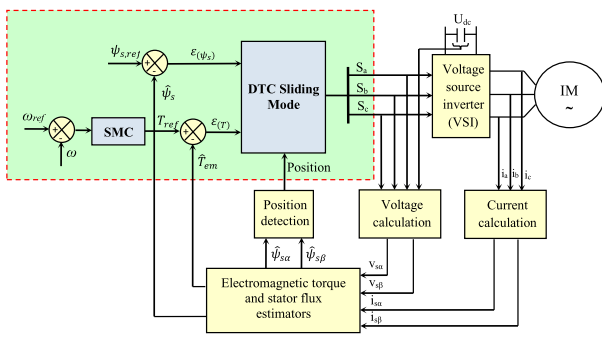 U_dc
ψ_s,ref
+
-
ε_(ψ_s)
ψ̂_s
DTC Sliding
Mode
S_a
S_b
S_c
Voltage
source
inverter
(VSI)
IM
~
ω_ref
+
-
ω
SMC
T_ref
+
-
ε_(T)
T̂_em
Position
i_a
i_b
i_c
Position
detection
Voltage
calculation
Current
calculation
ψ̂_sα
ψ̂_sβ
Electromagnetic torque
and stator flux
estimators
v_sα
v_sβ
i_sα
i_sβ